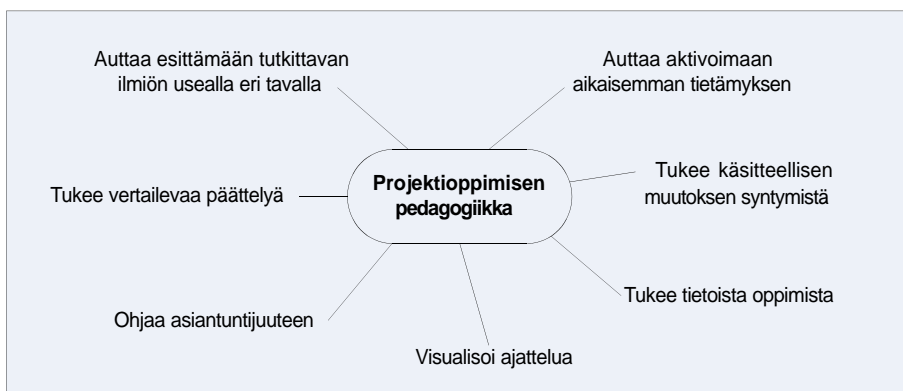 Auttaa esittämään tutkittavan
ilmiön usealla eri tavalla
Auttaa aktivoimaan
aikaisemman tietämyksen
Projektioppimisen
pedagogiikka
Tukee käsitteellisen
muutoksen syntymistä
Tukee vertailevaa päättelyä
Tukee tietoista oppimista
Ohjaa asiantuntijuuteen
Visualisoi ajattelua